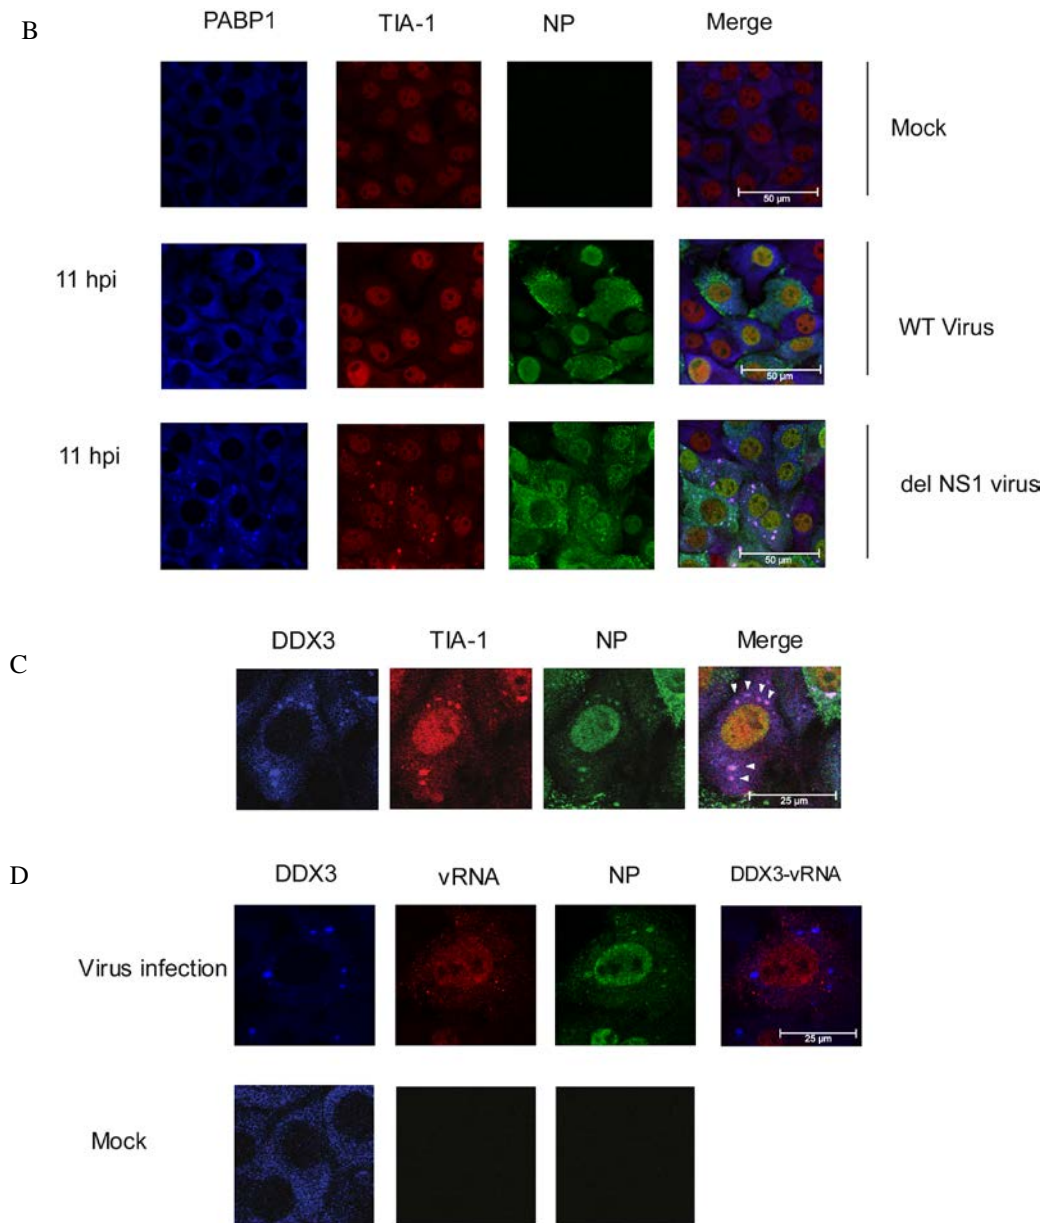 B
PABP1 TIA-1 NP Merge
Mock
50 µm
11 hpi
WT Virus
50 µm
11 hpi
del NS1 virus
50 µm
C
DDX3 TIA-1 NP Merge
25 µm
D
DDX3 vRNA NP DDX3-vRNA
Virus infection
25 µm
Mock